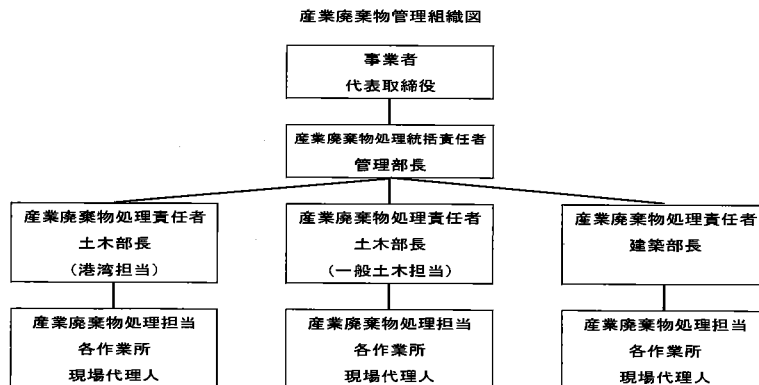 産業廃棄物管理組織図
事業者
代表取締役
産業廃棄物処理統括責任者
管理部長
産業廃棄物処理責任者
土木部長
(港湾担当)
産業廃棄物処理責任者
土木部長
(一般土木担当)
産業廃棄物処理責任者
建築部長
産業廃棄物処理担当
各作業所
現場代理人
産業廃棄物処理担当
各作業所
現場代理人
産業廃棄物処理担当
各作業所
現場代理人